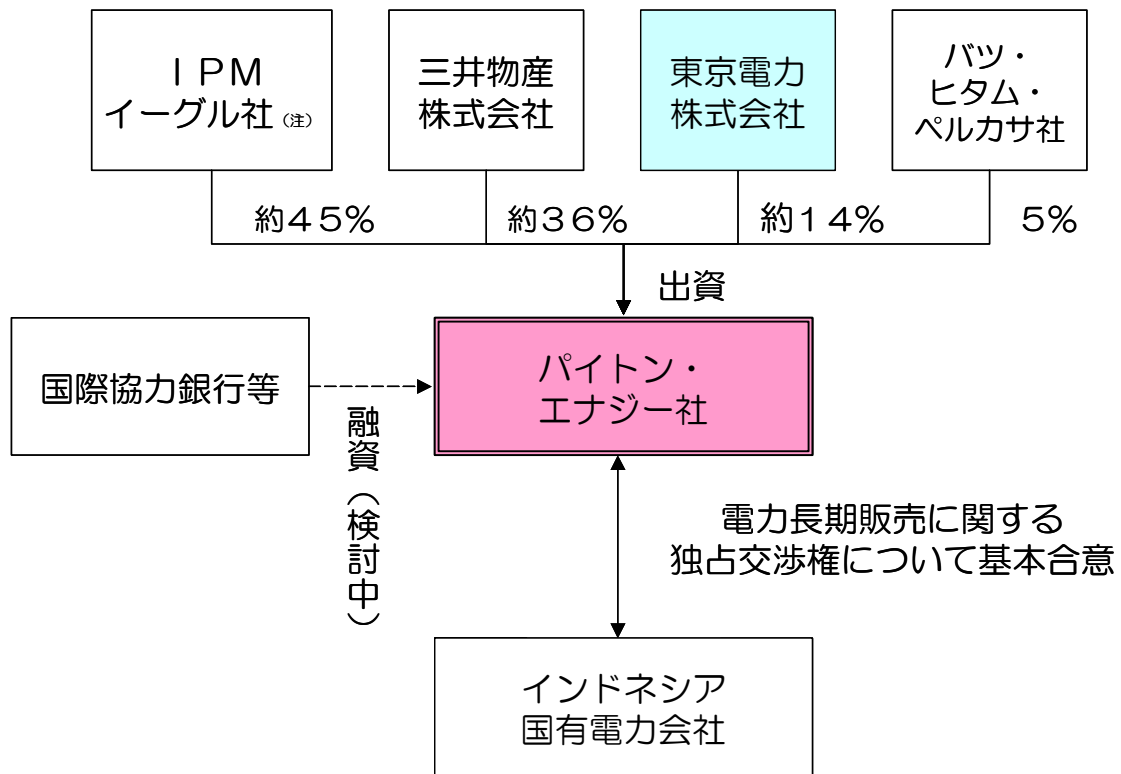 ＩＰＭ
イーグル社（注）
三井物産
株式会社
東京電力
株式会社
バツ・
ヒタム・
ペルカサ社
約４５％
約３６％
約１４％
５％
出資
国際協力銀行等
パイトン・
エナジー社
融資（検討中）
電力長期販売に関する
独占交渉権について基本合意
インドネシア
国有電力会社